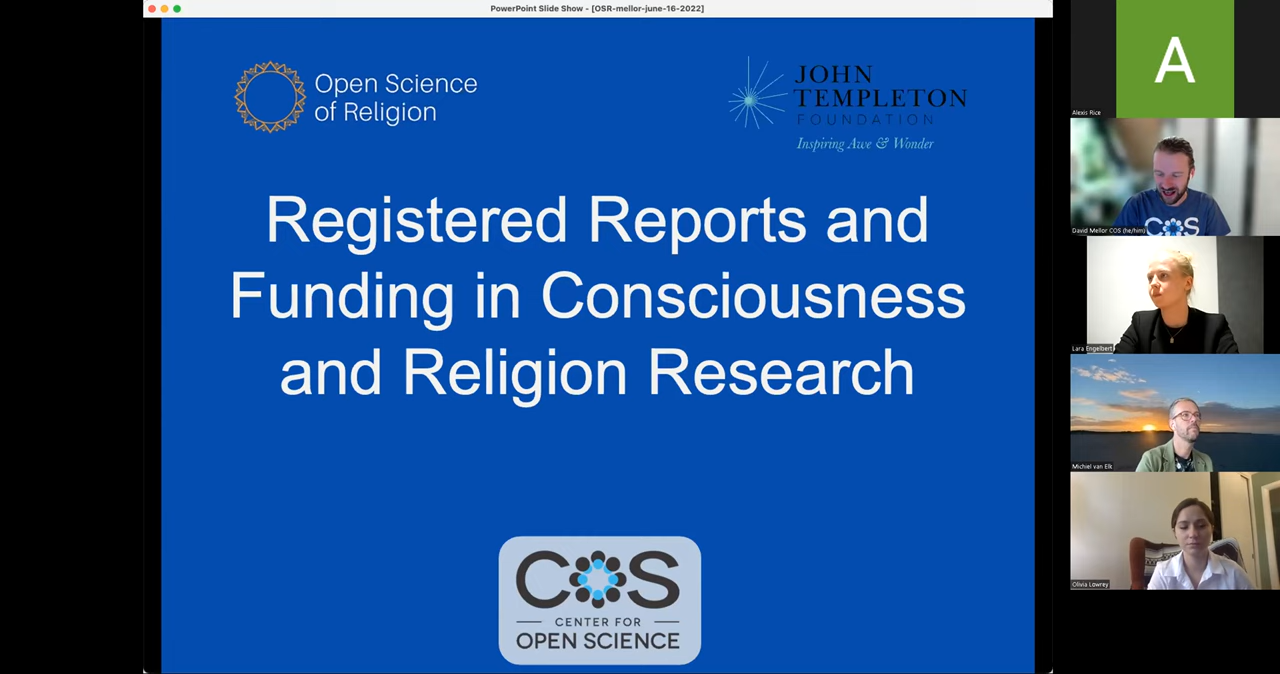 PowerPoint Slide Show - [OSR-mellor-june-16-2022]
Open Science
of Religion
JOHN
TEMPLETON
FOUNDATION
Inspiring Awe & Wonder
Registered Reports and
Funding in Consciousness
and Religion Research
COS
CENTER FOR
OPEN SCIENCE
A
Alexis Rice
COS
David Mellor COS (he/him)
Lara Engelbert
Michiel van Elk
Olivia Lowrey